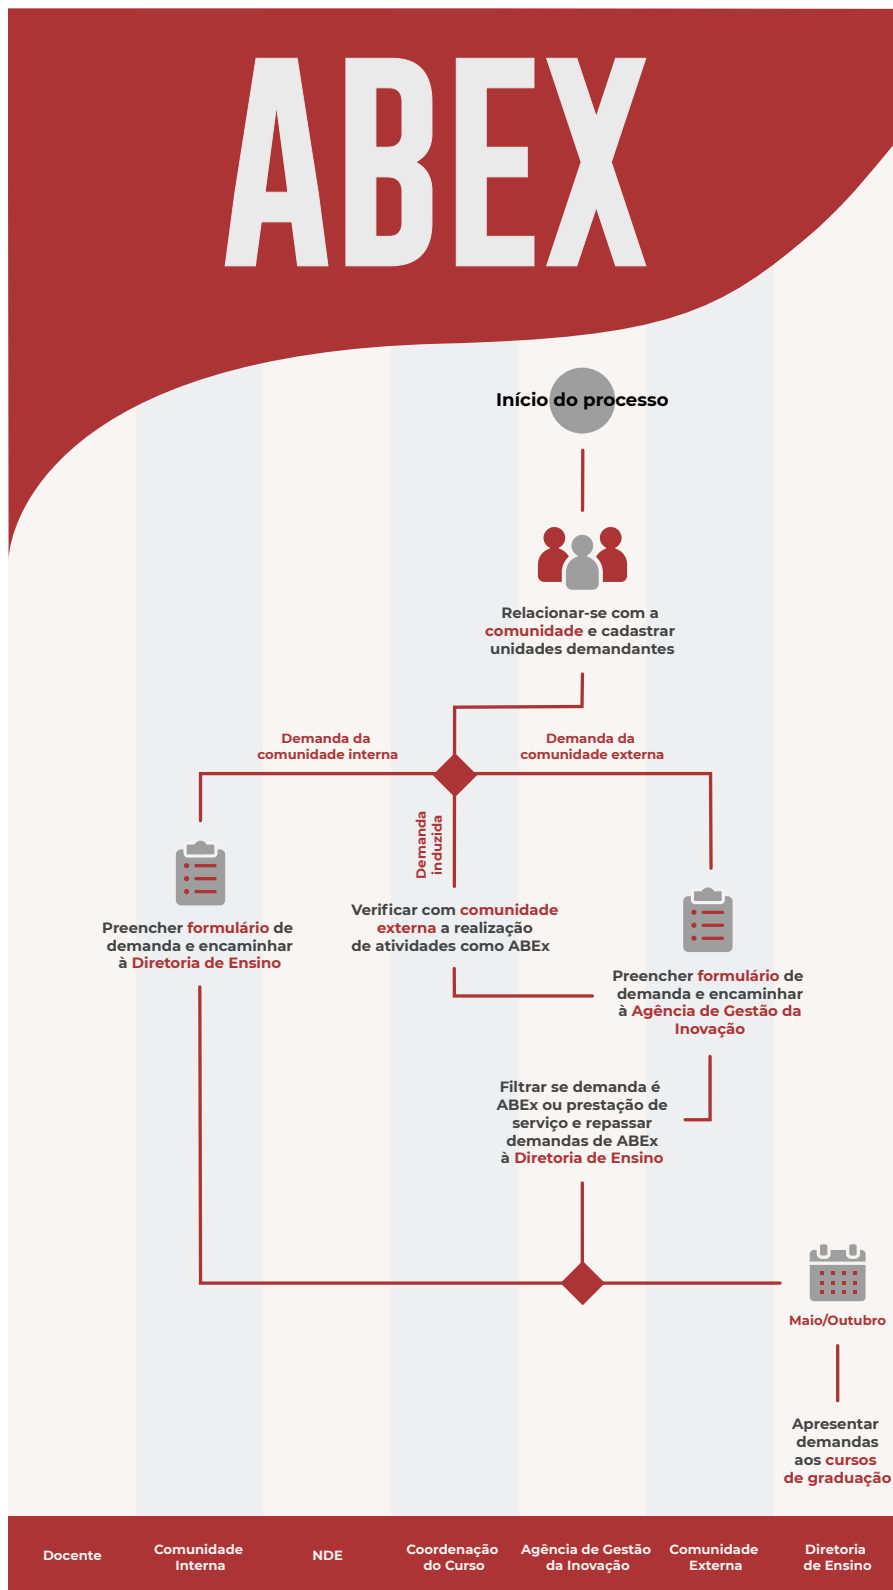 ABEX
Início do processo
Relacionar-se com a
comunidade e cadastrar
unidades demandantes
Demanda da
comunidade interna
Demanda da
comunidade externa
Demanda
induzida
Preencher formulário de
demanda e encaminhar
à Diretoria de Ensino
Verificar com comunidade
externa a realização
de atividades como ABEx
Preencher formulário de
demanda e encaminhar
à Agência de Gestão da
Inovação
Filtrar se demanda é
ABEx ou prestação de
serviço e repassar
demandas de ABEx
à Diretoria de Ensino
Maio/Outubro
Apresentar
demandas
aos cursos
de graduação
Docente
Comunidade
Interna
NDE
Coordenação
do Curso
Agência de Gestão
da Inovação
Comunidade
Externa
Diretoria
de Ensino